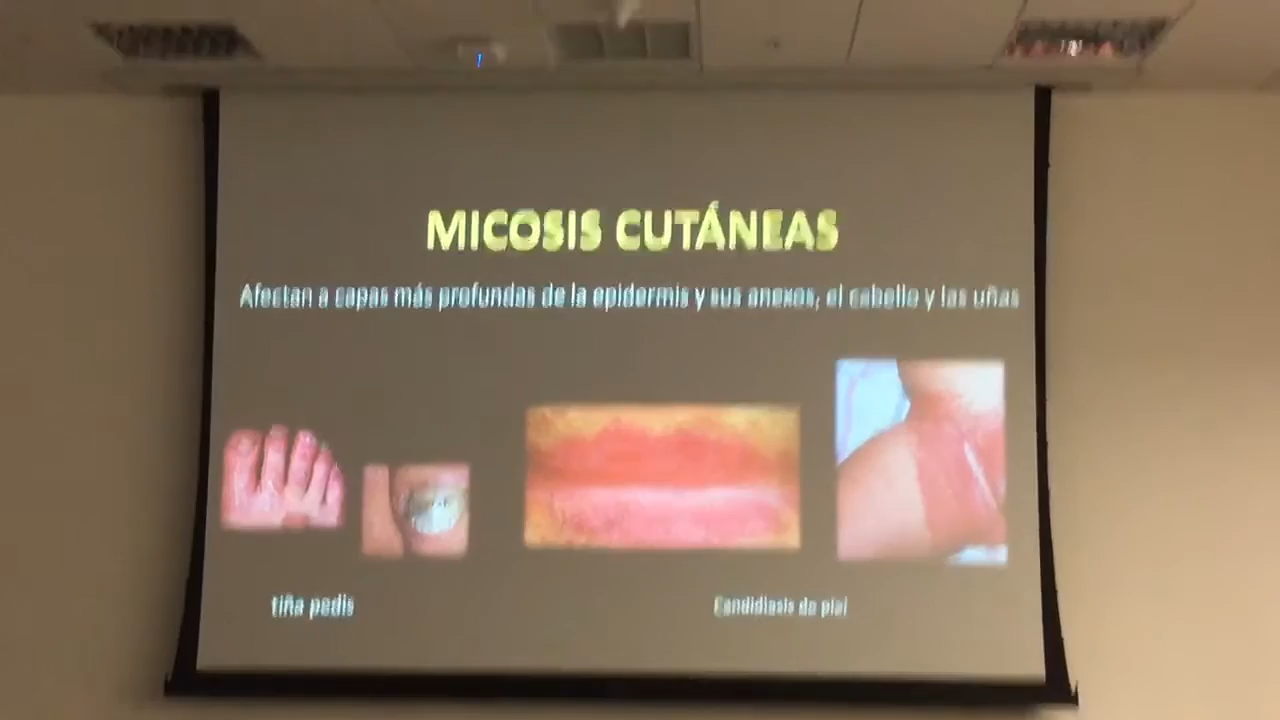 MICOSIS CUTÁNEAS
Afectan a capas más profundas de la epidermis y sus anexos, el cabello y las uñas
tiña pedis
Candidiasis de piel